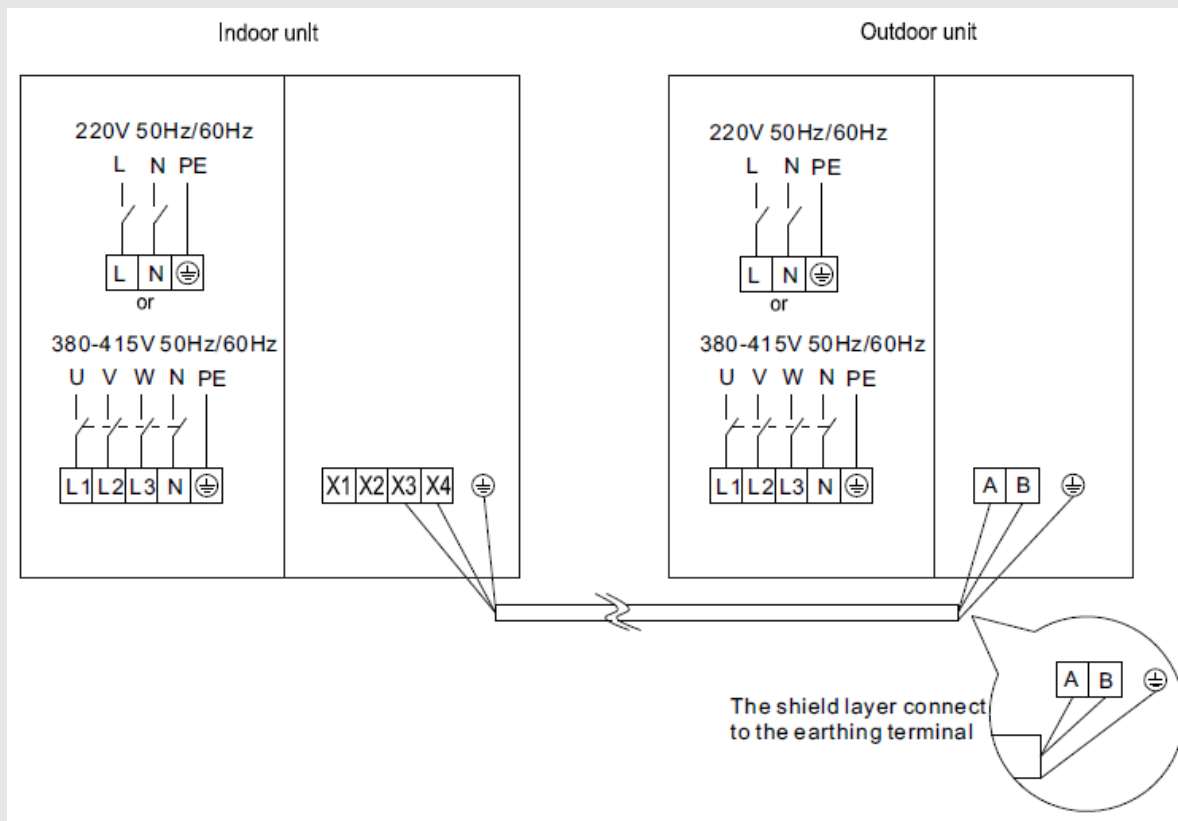 Indoor unit
220V 50Hz/60Hz
L N PE
L N
or
380-415V 50Hz/60Hz
U V W N PE
L1 L2 L3 N
X1 X2 X3 X4
Outdoor unit
220V 50Hz/60Hz
L N PE
L N
or
380-415V 50Hz/60Hz
U V W N PE
L1 L2 L3 N
A B
The shield layer connect
to the earthing terminal
A B